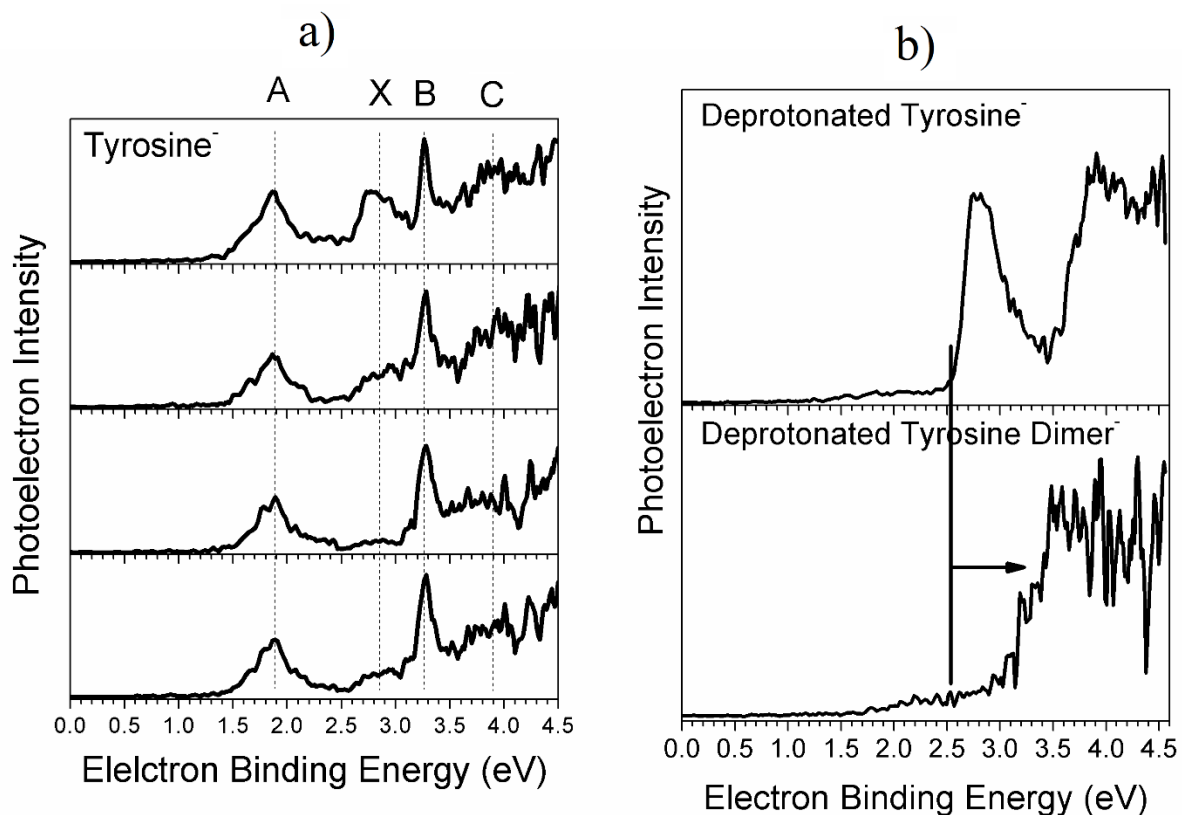 a)
A X B C
Tyrosine⁻
Photoelectron Intensity
0.0 0.5 1.0 1.5 2.0 2.5 3.0 3.5 4.0 4.5
Elelctron Binding Energy (eV)
b)
Deprotonated Tyrosine⁻
Photoelectron Intensity
Deprotonated Tyrosine Dimer⁻
0.0 0.5 1.0 1.5 2.0 2.5 3.0 3.5 4.0 4.5
Electron Binding Energy (eV)